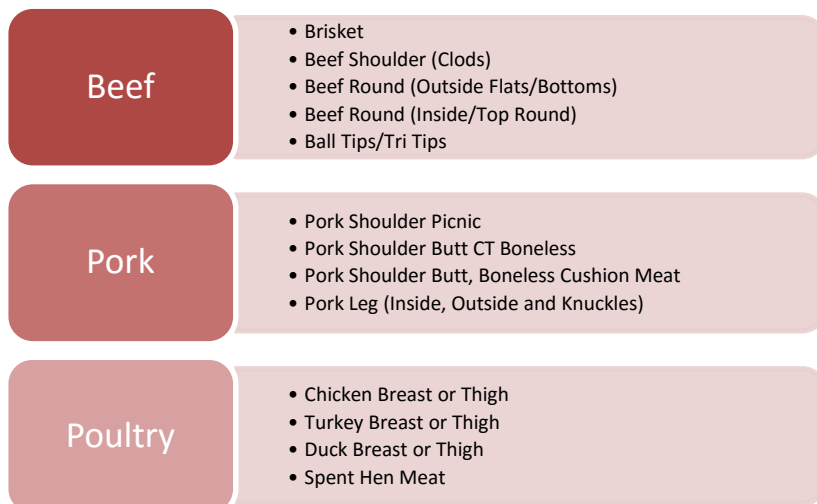 Beef
• Brisket
• Beef Shoulder (Clods)
• Beef Round (Outside Flats/Bottoms)
• Beef Round (Inside/Top Round)
• Ball Tips/Tri Tips
Pork
• Pork Shoulder Picnic
• Pork Shoulder Butt CT Boneless
• Pork Shoulder Butt, Boneless Cushion Meat
• Pork Leg (Inside, Outside and Knuckles)
Poultry
• Chicken Breast or Thigh
• Turkey Breast or Thigh
• Duck Breast or Thigh
• Spent Hen Meat